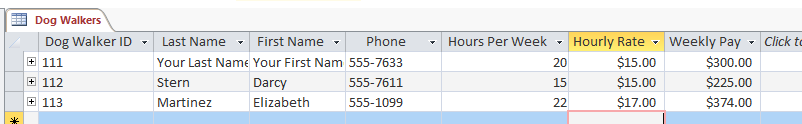 Dog Walkers
Dog Walker ID Last Name First Name Phone Hours Per Week Hourly Rate Weekly Pay Click to
111 Your Last Name Your First Nam 555-7633 20 $15.00 $300.00
112 Stern Darcy 555-7611 15 $15.00 $225.00
113 Martinez Elizabeth 555-1099 22 $17.00 $374.00